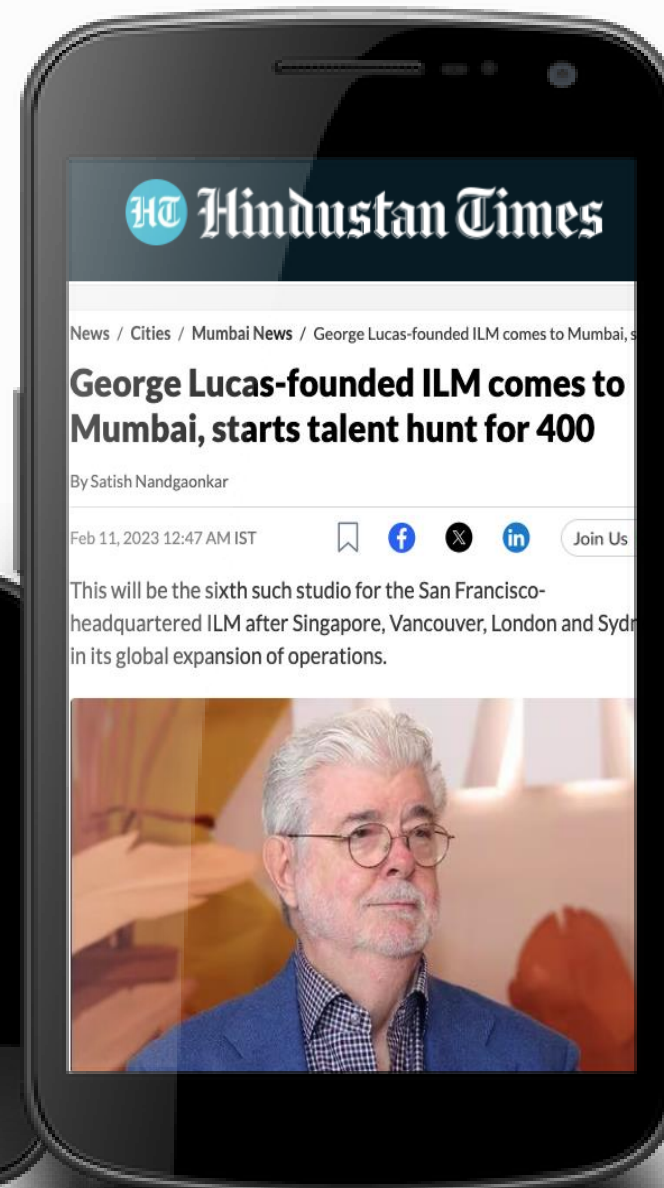 HT Hindustan Times
News / Cities / Mumbai News / George Lucas-founded ILM comes to Mumbai, s
George Lucas-founded ILM comes to
Mumbai, starts talent hunt for 400
By Satish Nandgaonkar
Feb 11, 2023 12:47 AM IST
f X in Join Us
This will be the sixth such studio for the San Francisco-
headquartered ILM after Singapore, Vancouver, London and Sydn
in its global expansion of operations.